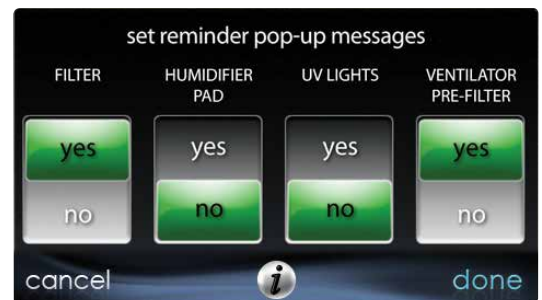 set reminder pop-up messages
FILTER
HUMIDIFIER
PAD
UV LIGHTS
VENTILATOR
PRE-FILTER
yes
yes
yes
yes
no
no
no
no
cancel
i
done